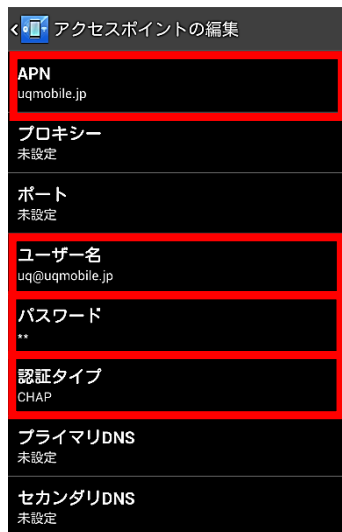 アクセスポイントの編集
APN
uqmobile.jp
プロキシー
未設定
ポート
未設定
ユーザー名
uq@uqmobile.jp
パスワード
**
認証タイプ
CHAP
プライマリDNS
未設定
セカンダリDNS
未設定